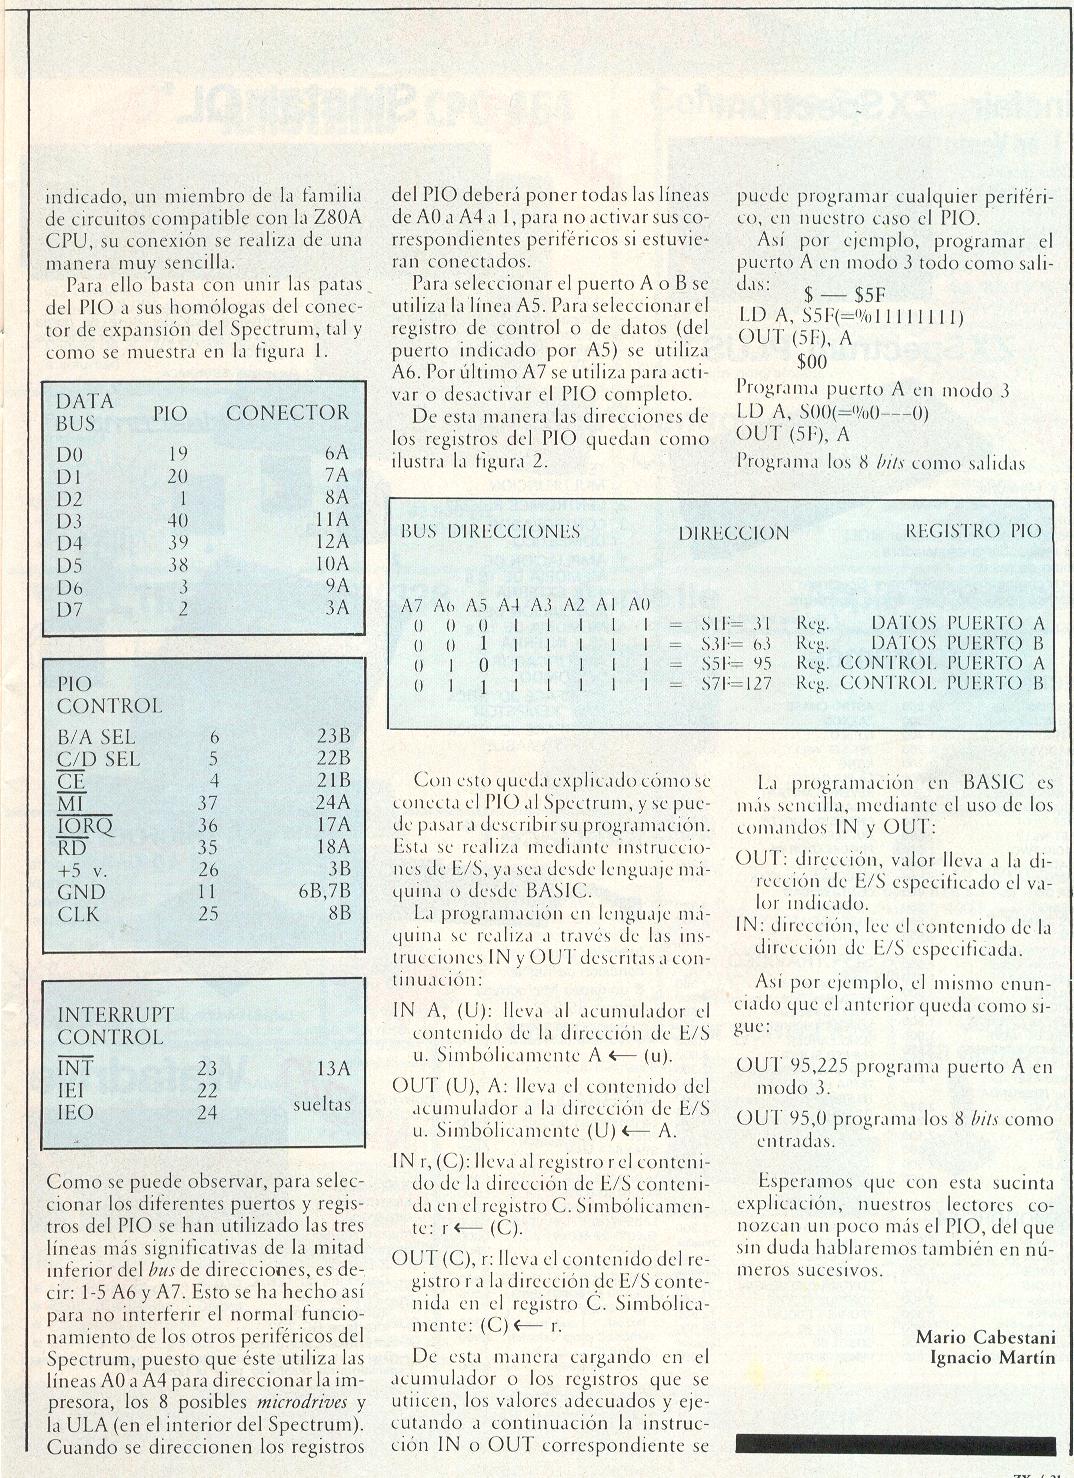 indicado, un miembro de la familia
de circuitos compatible con la Z80A
CPU, su conexión se realiza de una
manera muy sencilla.
Para ello basta con unir las patas
del PIO a sus homólogas del conec-
tor de expansión del Spectrum, tal y
como se muestra en la figura 1.
DATA
BUS PIO CONECTOR
D0 19 6A
D1 20 7A
D2 1 8A
D3 40 11A
D4 39 12A
D5 38 10A
D6 3 9A
D7 2 3A
PIO
CONTROL
B/A SEL 6 23B
C/D SEL 5 22B
CE 4 21B
MI 37 24A
IORQ 36 17A
RD 35 18A
+5 v. 26 3B
GND 11 6B,7B
CLK 25 8B
INTERRUPT
CONTROL
INT 23 13A
IEI 22
IEO 24 sueltas
Como se puede observar, para selec-
cionar los diferentes puertos y regis-
tros del PIO se han utilizado las tres
líneas más significativas de la mitad
inferior del bus de direcciones, es de-
cir: 1-5 A6 y A7. Esto se ha hecho así
para no interferir el normal funcio-
namiento de los otros periféricos del
Spectrum, puesto que éste utiliza las
líneas A0 a A4 para direccionar la im-
presora, los 8 posibles microdrives y
la ULA (en el interior del Spectrum).
Cuando se direccionen los registros
del PIO deberá poner todas las líneas
de A0 a A4 a 1, para no activar sus co-
rrespondientes periféricos si estuvie-
ran conectados.
Para seleccionar el puerto A o B se
utiliza la línea A5. Para seleccionar el
registro de control o de datos (del
puerto indicado por A5) se utiliza
A6. Por último A7 se utiliza para acti-
var o desactivar el PIO completo.
De esta manera las direcciones de
los registros del PIO quedan como
ilustra la figura 2.
puede programar cualquier periféri-
co, en nuestro caso el PIO.
Así por ejemplo, programar el
puerto A en modo 3 todo como sali-
das:
$ — $5F
LD A, S5F(=%11111111)
OUT (5F), A
$00
Programa puerto A en modo 3
LD A, S00(=%0---0)
OUT (5F), A
Programa los 8 bits como salidas
BUS DIRECCIONES DIRECCION REGISTRO PIO
A7 A6 A5 A4 A3 A2 A1 A0
0 0 0 1 1 1 1 1 = S1F= 31 Reg. DATOS PUERTO A
0 0 1 1 1 1 1 1 = S3F= 63 Reg. DATOS PUERTO B
0 1 0 1 1 1 1 1 = S5F= 95 Reg. CONTROL PUERTO A
0 1 1 1 1 1 1 1 = S7F=127 Reg. CONTROL PUERTO B
Con esto queda explicado cómo se
conecta el PIO al Spectrum, y se pue-
de pasar a describir su programación.
Esta se realiza mediante instruccio-
nes de E/S, ya sea desde lenguaje má-
quina o desde BASIC.
La programación en lenguaje má-
quina se realiza a través de las ins-
trucciones IN y OUT descritas a con-
tinuación:
IN A, (U): lleva al acumulador el
contenido de la dirección de E/S
u. Simbólicamente A ← (u).
OUT (U), A: lleva el contenido del
acumulador a la dirección de E/S
u. Simbólicamente (U) ← A.
IN r, (C): lleva al registro r el conteni-
do de la dirección de E/S conteni-
da en el registro C. Simbólicamen-
te: r ← (C).
OUT (C), r: lleva el contenido del re-
gistro r a la dirección de E/S conte-
nida en el registro C. Simbólica-
mente: (C) ← r.
De esta manera cargando en el
acumulador o los registros que se
utiicen, los valores adecuados y eje-
cutando a continuación la instruc-
ción IN o OUT correspondiente se
La programación en BASIC es
más sencilla, mediante el uso de los
comandos IN y OUT:
OUT: dirección, valor lleva a la di-
rección de E/S especificado el va-
lor indicado.
IN: dirección, lee el contenido de la
dirección de E/S especificada.
Así por ejemplo, el mismo enun-
ciado que el anterior queda como si-
gue:
OUT 95,225 programa puerto A en
modo 3.
OUT 95,0 programa los 8 bits como
entradas.
Esperamos que con esta sucinta
explicación, nuestros lectores co-
nozcan un poco más el PIO, del que
sin duda hablaremos también en nú-
meros sucesivos.
Mario Cabestani
Ignacio Martín